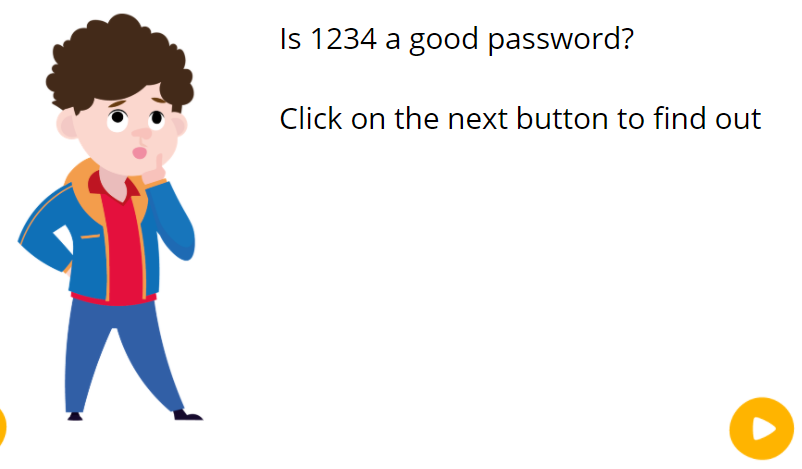 Is 1234 a good password?
Click on the next button to find out